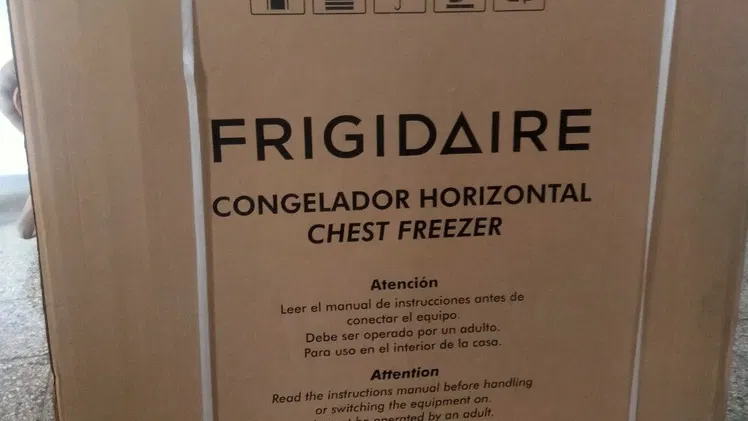 FRIGIDAIRE
CONGELADOR HORIZONTAL
CHEST FREEZER
Atención
Leer el manual de instrucciones antes de
conectar el equipo.
Debe ser operado por un adulto.
Para uso en el interior de la casa.
Attention
Read the instructions manual before handling
or switching the equipment on.
be operated by an adult.